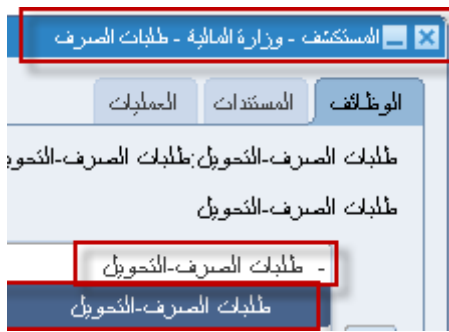 المستكشف - وزارة المالية - طلبات الصرف
الوظائف المستندات العمليات
طلبات الصرف-التحويل:طلبات الصرف-التحوي
طلبات الصرف-التحويل
- طلبات الصرف-التحويل
طلبات الصرف-التحويل